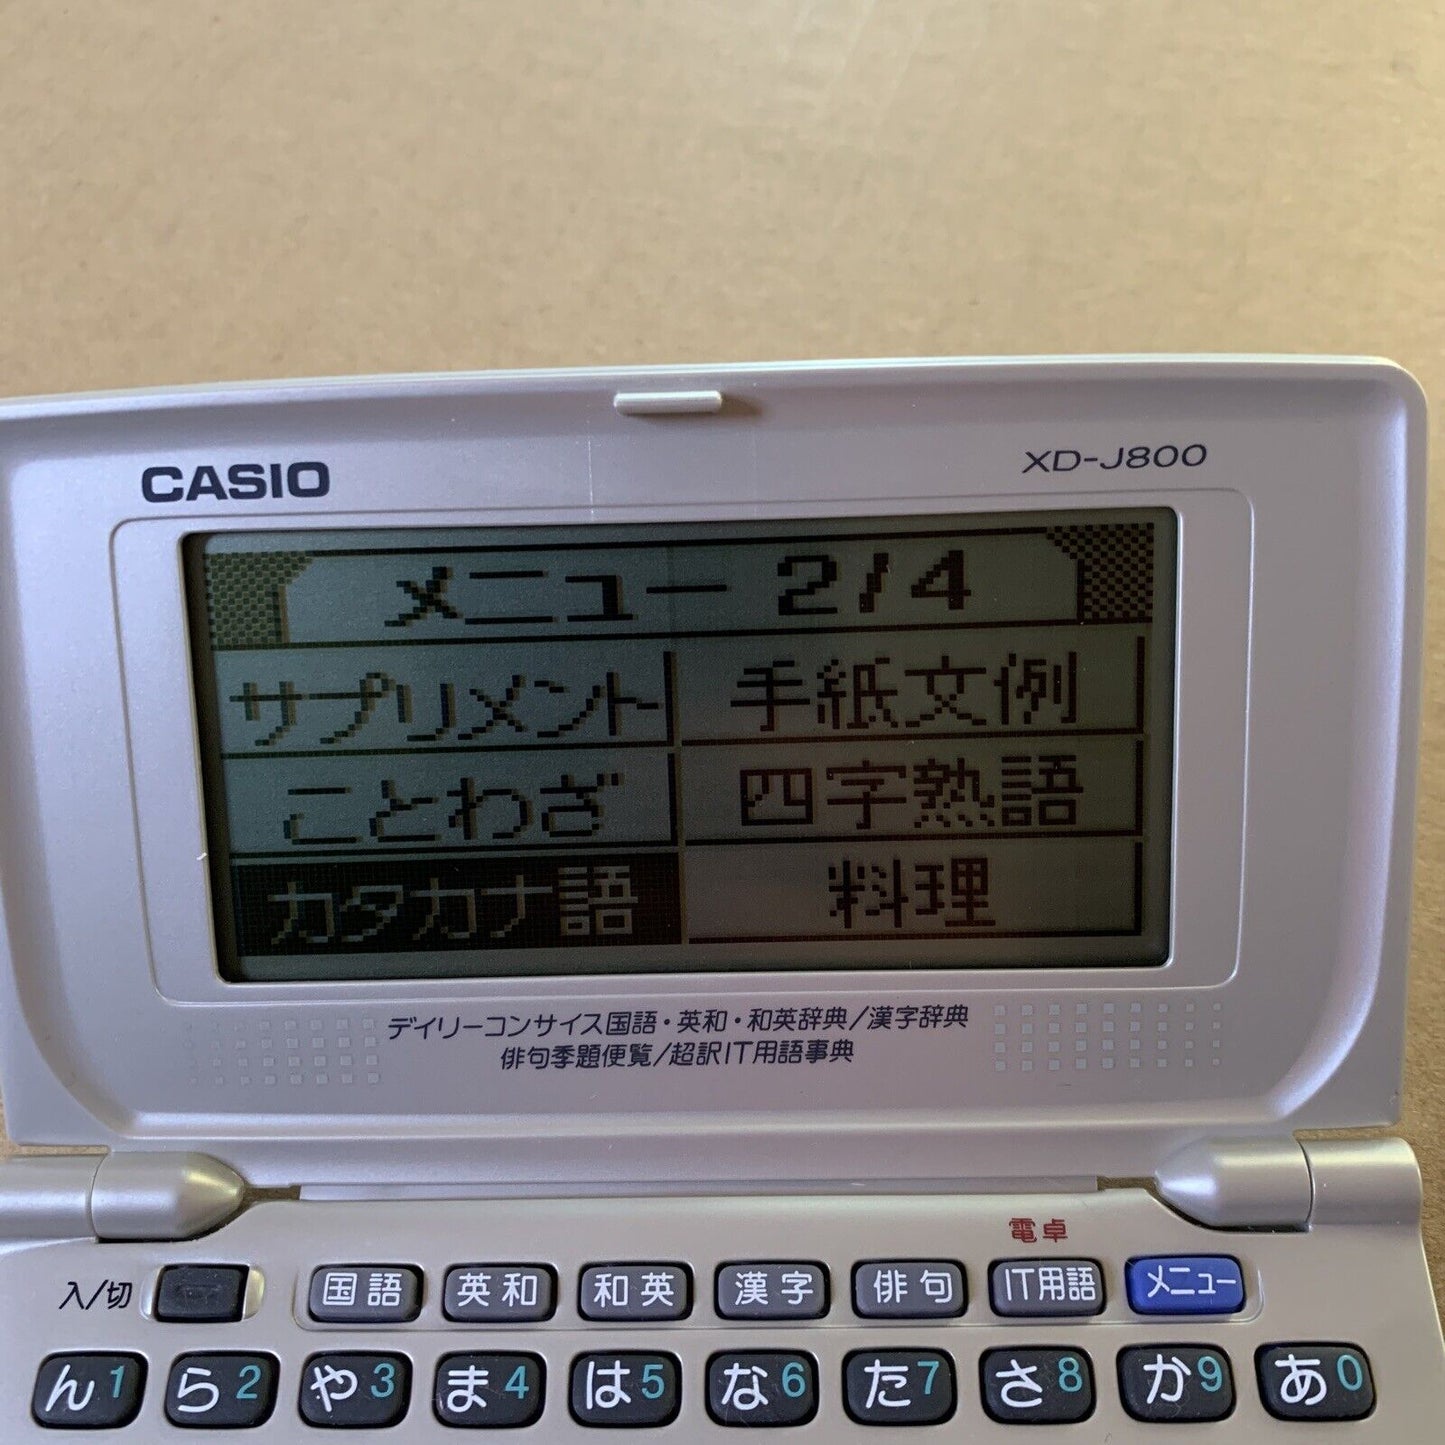 CASIO XD-J800
メニュー 2/4
サプリメント 手紙文例
ことわざ 四字熟語
カタカナ語 料理
デイリーコンサイス国語・英和・和英辞典/漢字辞典
俳句季題便覧/超訳IT用語事典
電卓
入/切 国語 英和 和英 漢字 俳句 IT用語 メニュー
ん1 ら2 や3 ま4 は5 な6 た7 さ8 か9 あ0